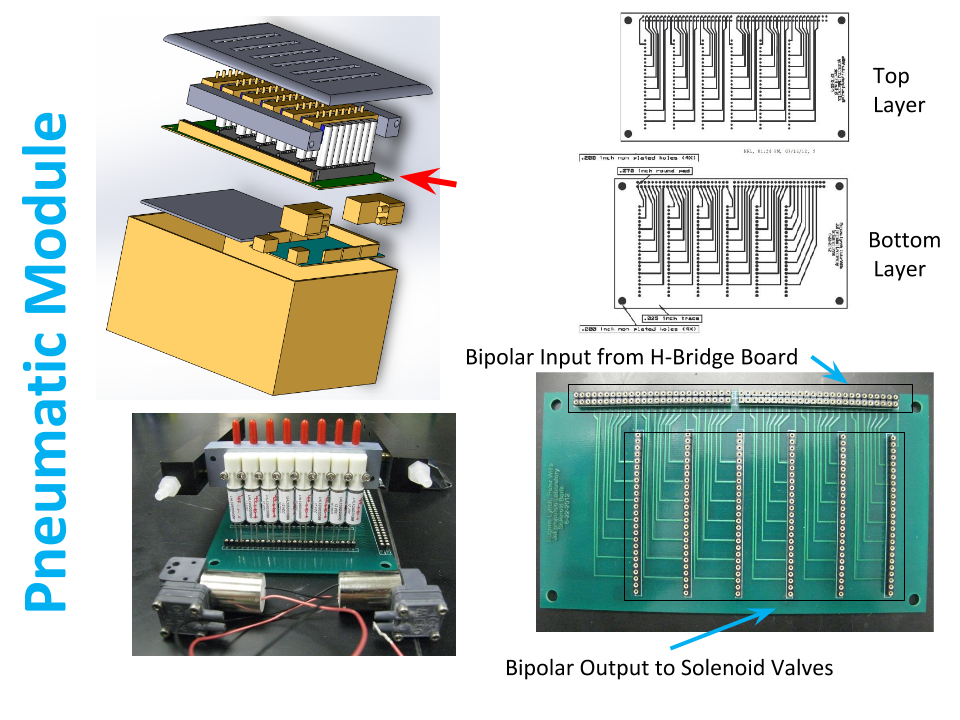 Pneumatic Module
Top
Layer
.200 inch non plated holes (4X)
.070 inch round pad
Bottom
Layer
.025 inch trace
.200 inch non plated holes (4X)
Bipolar Input from H-Bridge Board
Bipolar Output to Solenoid Valves